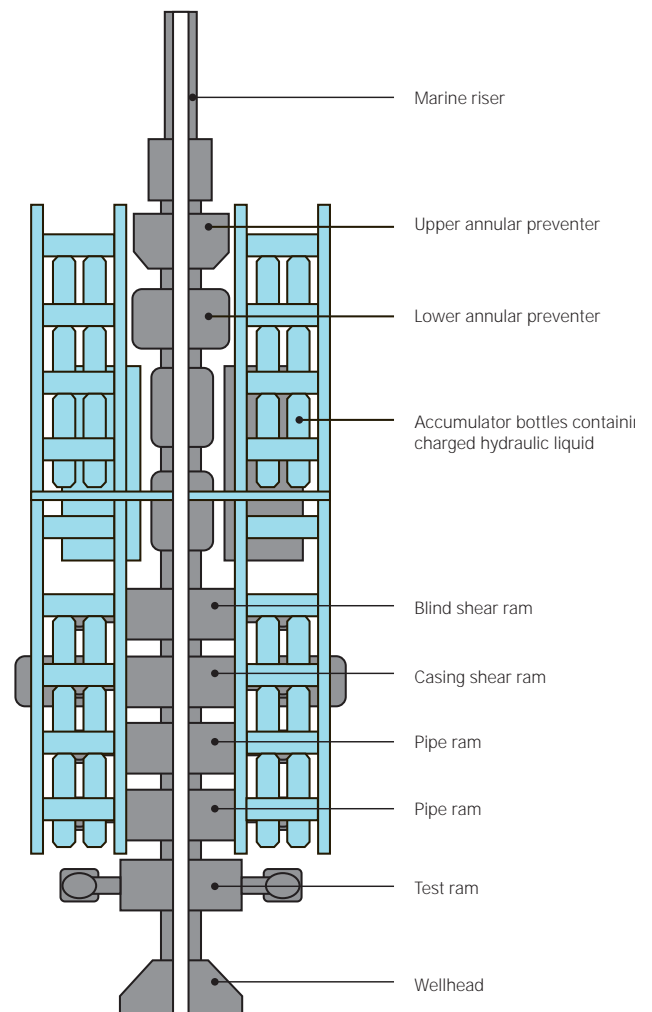 Marine riser
Upper annular preventer
Lower annular preventer
Accumulator bottles containi
charged hydraulic liquid
Blind shear ram
Casing shear ram
Pipe ram
Pipe ram
Test ram
Wellhead